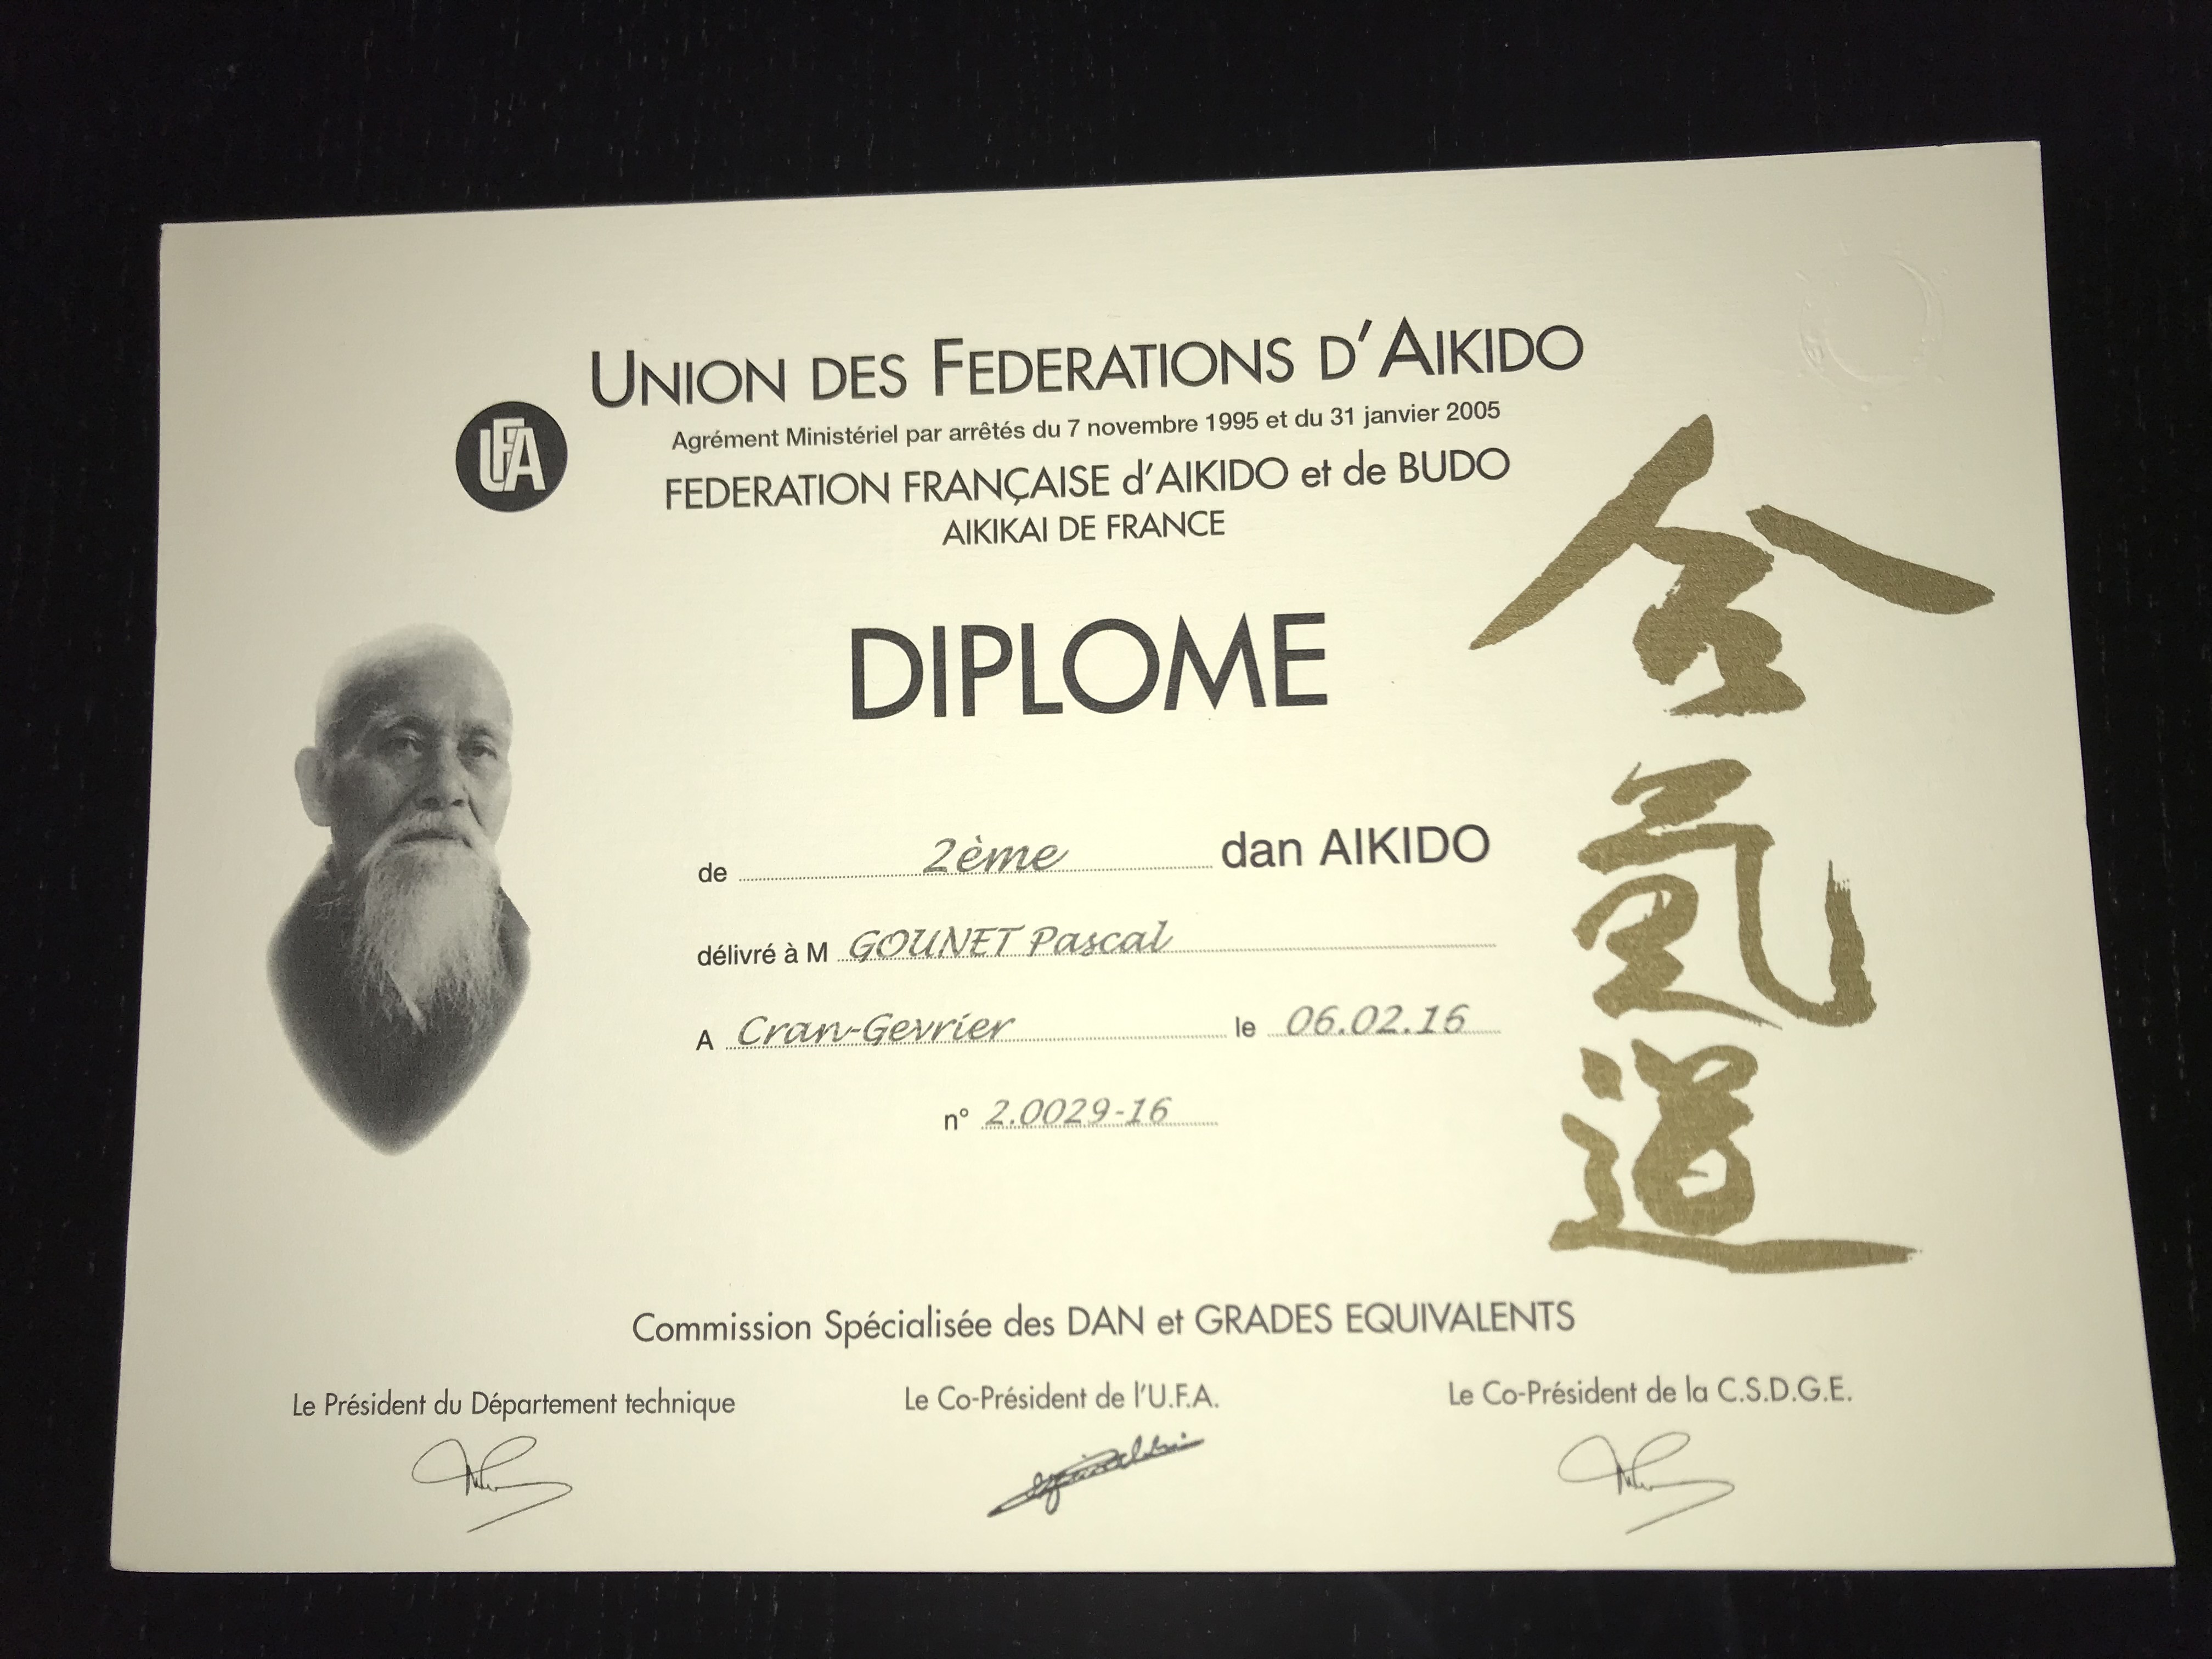 UNION DES FEDERATIONS D'AIKIDO
UFA
Agrément Ministériel par arrêtés du 7 novembre 1995 et du 31 janvier 2005
FEDERATION FRANÇAISE d'AIKIDO et de BUDO
AIKIKAI DE FRANCE
DIPLOME
de 2ème dan AIKIDO
délivré à M GOUNET Pascal
A Cran-Gevrier le 06.02.16
n° 2.0029-16
合氣道
Commission Spécialisée des DAN et GRADES EQUIVALENTS
Le Président du Département technique
Le Co-Président de l'U.F.A.
Le Co-Président de la C.S.D.G.E.